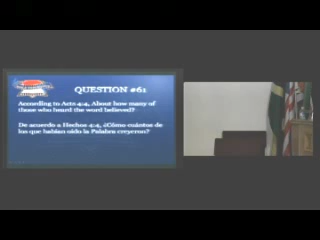 QUESTION #61
According to Acts 4:4, About how many of
those who heard the word believed?
De acuerdo a Hechos 4:4, ¿Cómo cuántos de
los que habían oído la Palabra creyeron?